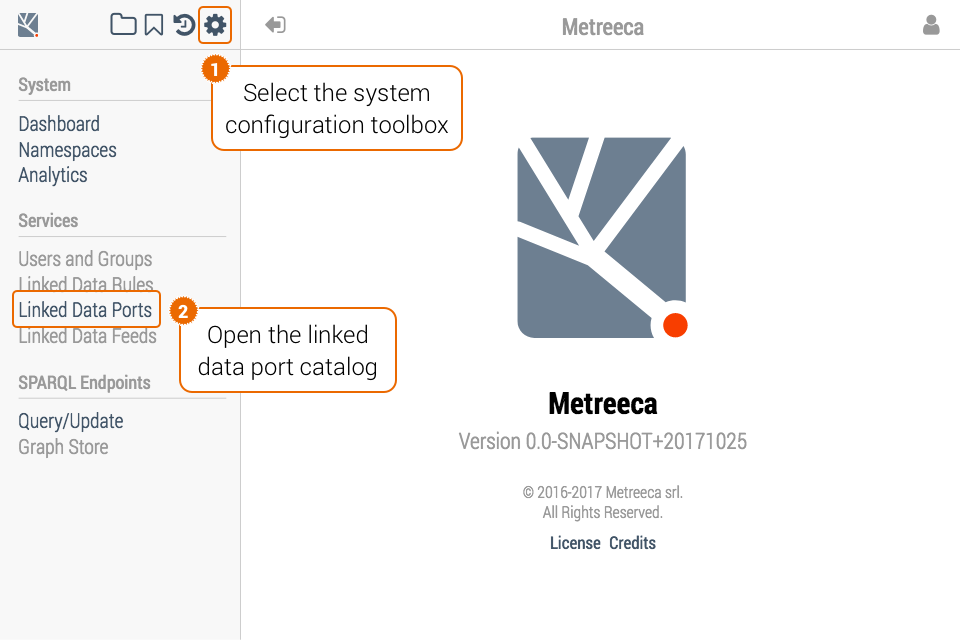 Metreeca
1
Select the system
configuration toolbox
System
Dashboard
Namespaces
Analytics
Services
Users and Groups
Linked Data Rules
Linked Data Ports
Linked Data Feeds
2
Open the linked
data port catalog
SPARQL Endpoints
Query/Update
Graph Store
Metreeca
Version 0.0-SNAPSHOT+20171025
© 2016-2017 Metreeca srl.
All Rights Reserved.
License Credits